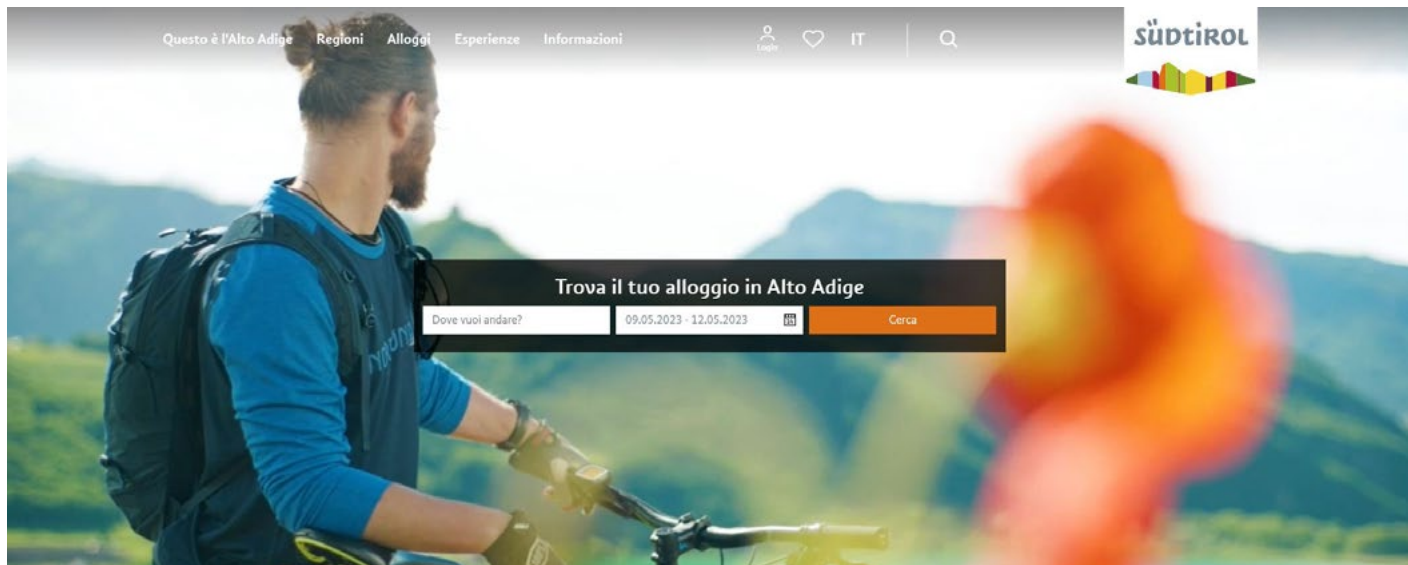 Questo è l'Alto Adige Regioni Alloggi Esperienze Informazioni
Login
IT
SÜDTIROL
Trova il tuo alloggio in Alto Adige
Dove vuoi andare?
09.05.2023 - 12.05.2023
Cerca